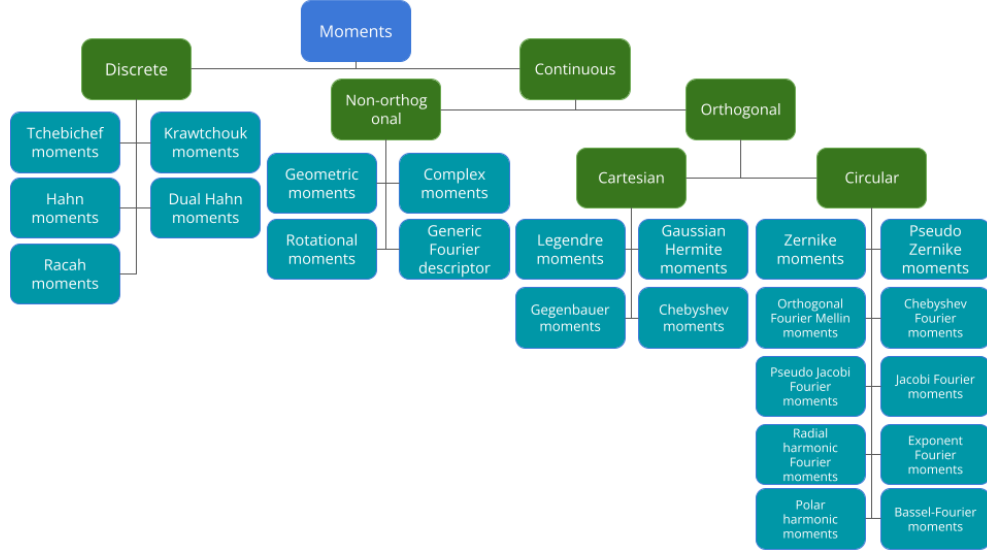 Moments
Discrete
Continuous
Non-orthog
onal
Orthogonal
Tchebichef
moments
Krawtchouk
moments
Hahn
moments
Dual Hahn
moments
Racah
moments
Geometric
moments
Complex
moments
Rotational
moments
Generic
Fourier
descriptor
Cartesian
Circular
Legendre
moments
Gaussian
Hermite
moments
Gegenbauer
moments
Chebyshev
moments
Zernike
moments
Pseudo
Zernike
moments
Orthogonal
Fourier Mellin
moments
Chebyshev
Fourier
moments
Pseudo Jacobi
Fourier
moments
Jacobi Fourier
moments
Radial
harmonic
Fourier
moments
Exponent
Fourier
moments
Polar
harmonic
moments
Bassel-Fourier
moments